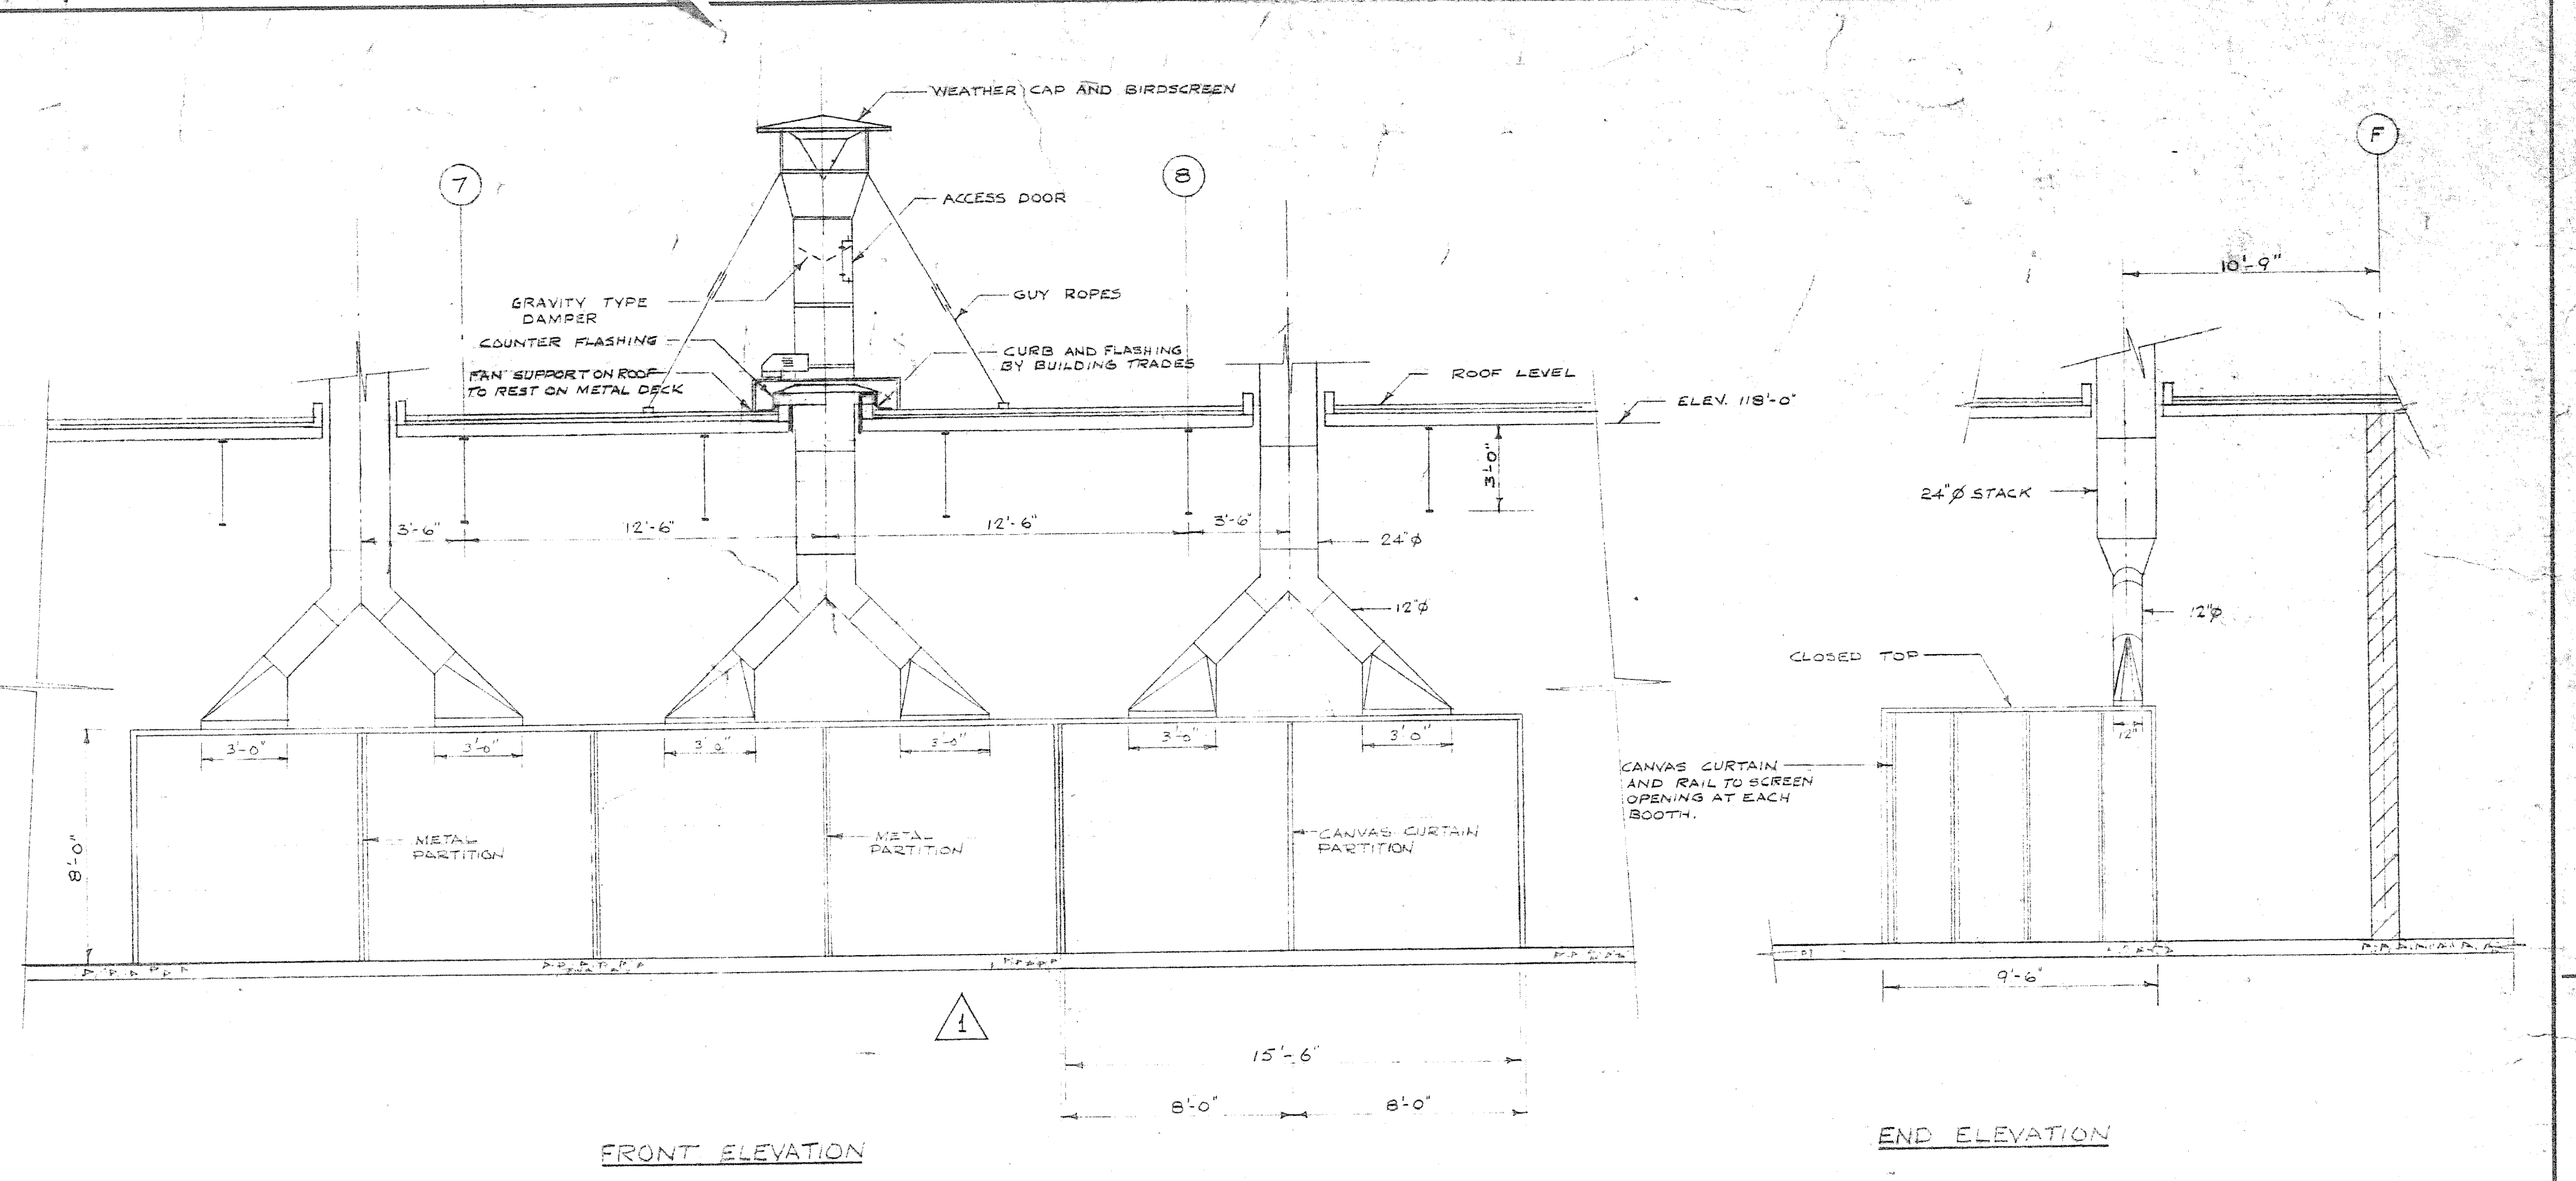 WEATHER CAP AND BIRDSCREEN
7
8
F
ACCESS DOOR
10'-9"
GRAVITY TYPE
DAMPER
GUY ROPES
COUNTER FLASHING
CURB AND FLASHING
BY BUILDING TRADES
FAN SUPPORT ON ROOF
TO REST ON METAL DECK
ROOF LEVEL
ELEV. 118'-0"
3'-0"
24"Ø STACK
3'-6"
12'-6"
12'-6"
3'-6"
24"Ø
12"Ø
12"Ø
CLOSED TOP
3'-0"
3'-0"
3'-0"
3'-0"
3'-0"
3'-0"
12"
CANVAS CURTAIN
AND RAIL TO SCREEN
OPENING AT EACH
BOOTH.
8'-0"
METAL
PARTITION
METAL
PARTITION
CANVAS CURTAIN
PARTITION
9'-6"
1
15'-6"
8'-0"
8'-0"
FRONT ELEVATION
END ELEVATION